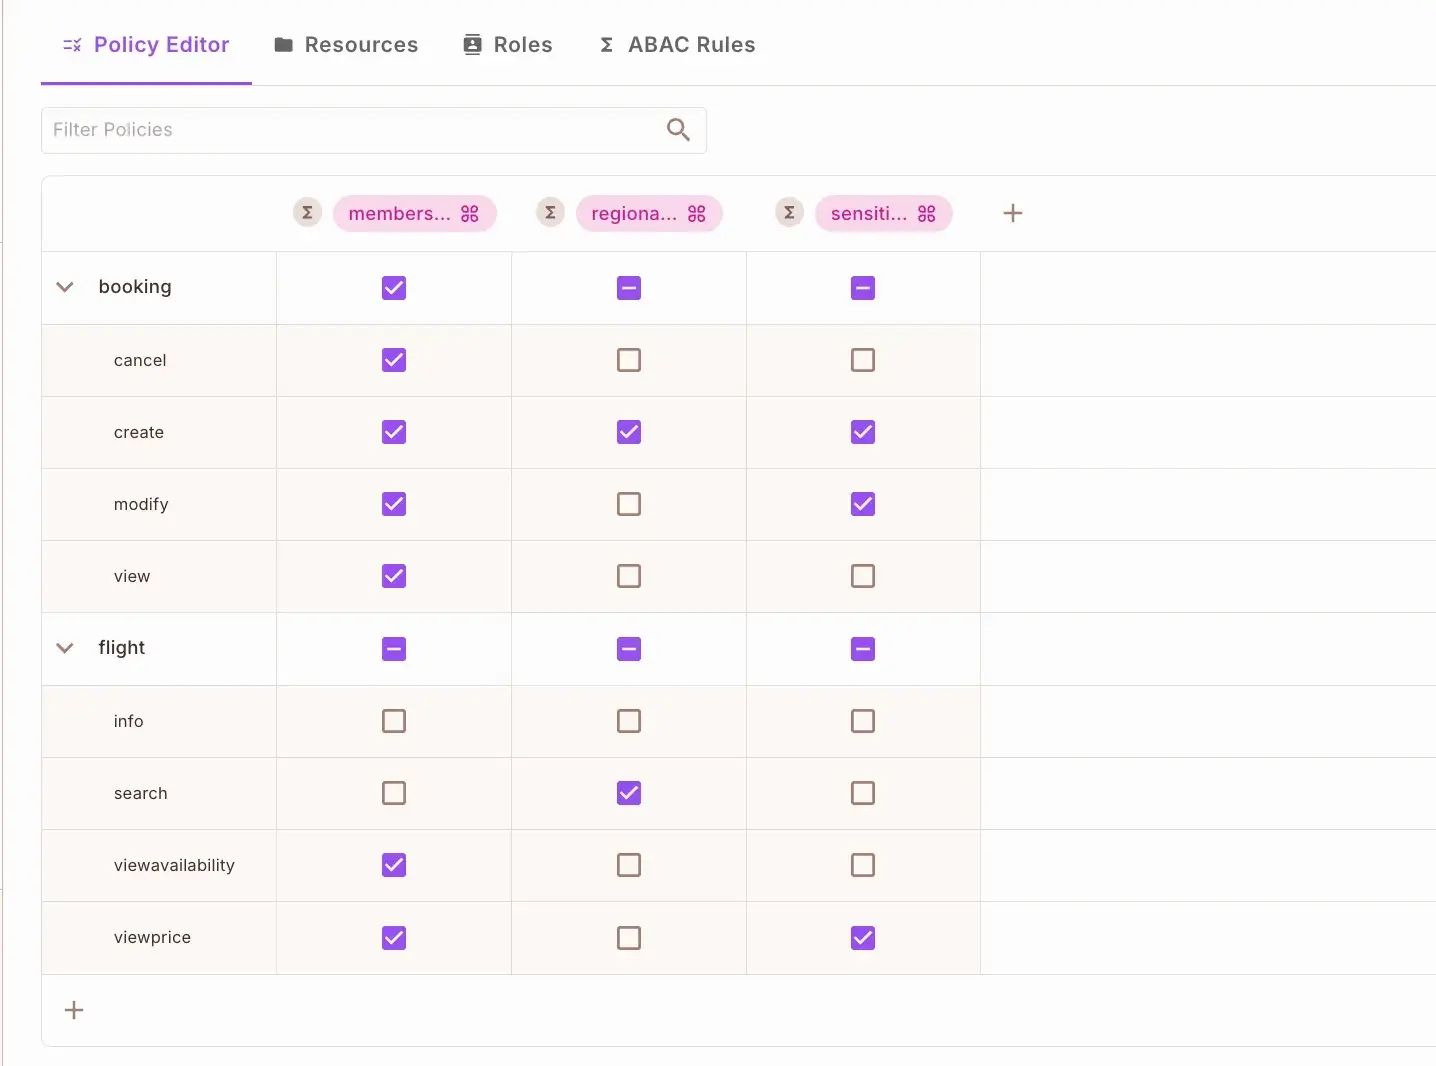 Policy Editor Resources Roles Σ ABAC Rules
Filter Policies
Σ members... Σ regiona... Σ sensiti... +
booking
cancel
create
modify
view
flight
info
search
viewavailability
viewprice
+